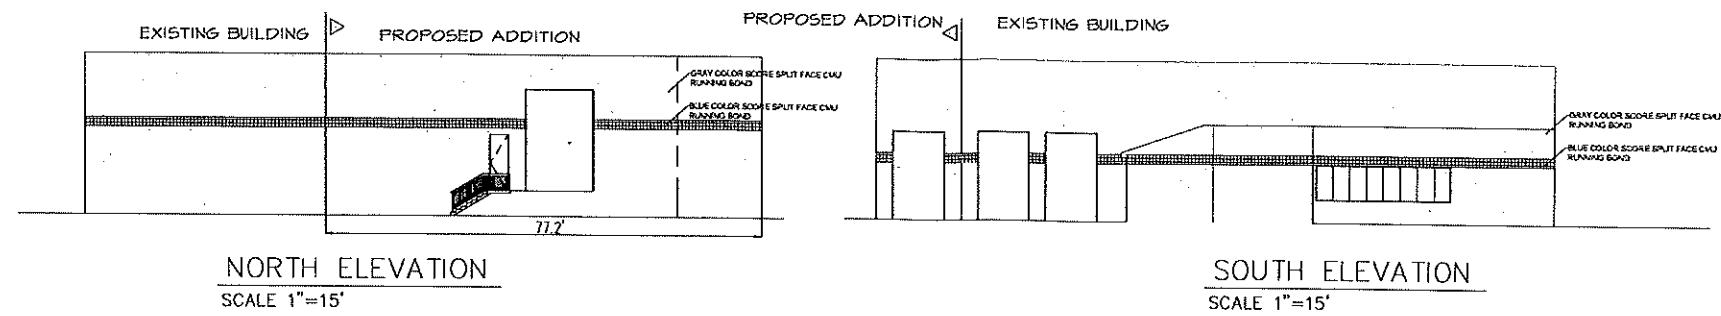 EXISTING BUILDING
PROPOSED ADDITION
GRAY COLOR SCORE SPLIT FACE CMU
RUNNING BOND
BLUE COLOR SCORE SPLIT FACE CMU
RUNNING BOND
77.2'
NORTH ELEVATION
SCALE 1"=15'
PROPOSED ADDITION
EXISTING BUILDING
GRAY COLOR SCORE SPLIT FACE CMU
RUNNING BOND
BLUE COLOR SCORE SPLIT FACE CMU
RUNNING BOND
SOUTH ELEVATION
SCALE 1"=15'